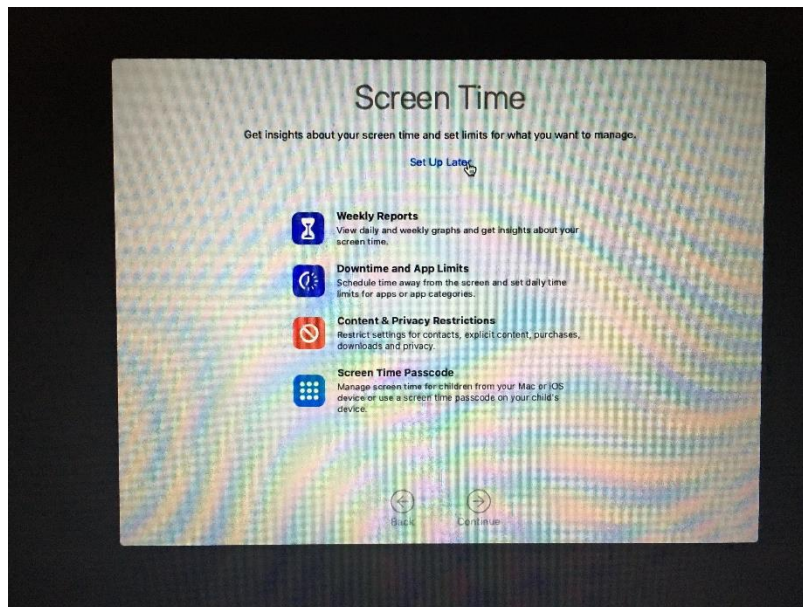 Screen Time
Get insights about your screen time and set limits for what you want to manage.
Set Up Later
Weekly Reports
View daily and weekly graphs and get insights about your
screen time.
Downtime and App Limits
Schedule time away from the screen and set daily time
limits for apps or app categories.
Content & Privacy Restrictions
Restrict settings for contacts, explicit content, purchases,
downloads and privacy.
Screen Time Passcode
Manage screen time for children from your Mac or iOS
device or use a screen time passcode on your child's
device.
Back Continue